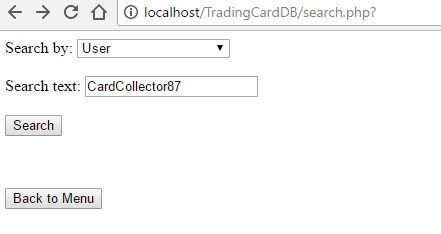 localhost/TradingCardDB/search.php?
Search by: User
Search text: CardCollector87
Search
Back to Menu